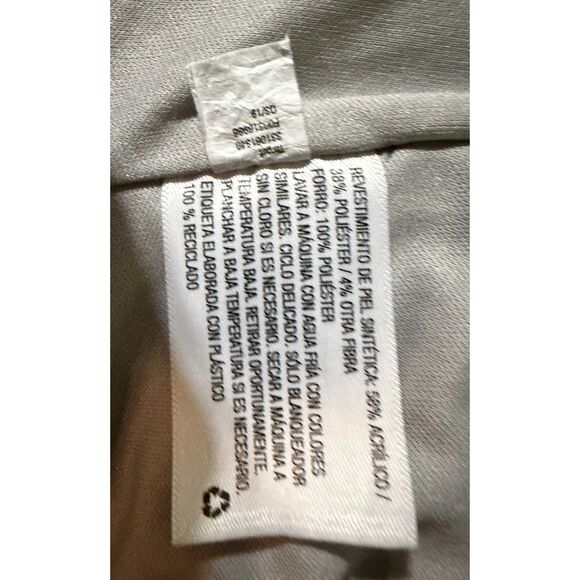 REVESTIMIENTO DE PIEL SINTÉTICA: 58% ACRÍLICO /
38% POLIÉSTER / 4% OTRA FIBRA
FORRO: 100% POLIÉSTER
LAVAR A MÁQUINA CON AGUA FRÍA CON COLORES
SIMILARES. CICLO DELICADO. SÓLO BLANQUEADOR
SIN CLORO SI ES NECESARIO. SECAR A MÁQUINA A
TEMPERATURA BAJA. RETIRAR OPORTUNAMENTE.
PLANCHAR A BAJA TEMPERATURA SI ES NECESARIO.
ETIQUETA ELABORADA CON PLÁSTICO
100 % RECICLADO